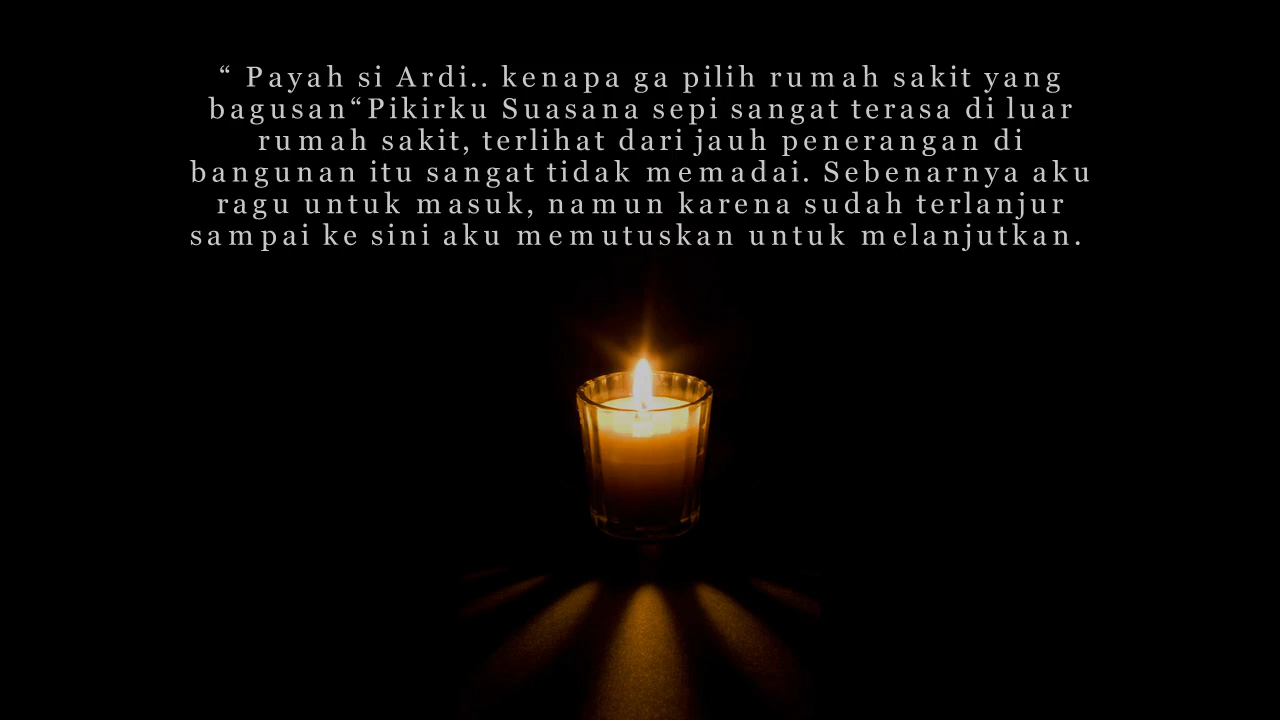 “ Payah si Ardi.. kenapa ga pilih rumah sakit yang
bagusan“Pikirku Suasana sepi sangat terasa di luar
rumah sakit, terlihat dari jauh penerangan di
bangunan itu sangat tidak memadai. Sebenarnya aku
ragu untuk masuk, namun karena sudah terlanjur
sampai ke sini aku memutuskan untuk melanjutkan.